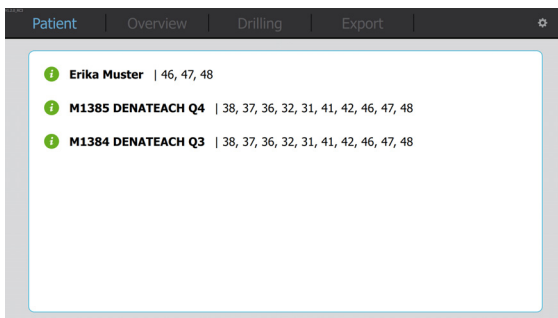 Patient Overview Drilling Export
Erika Muster | 46, 47, 48
M1385 DENATEACH Q4 | 38, 37, 36, 32, 31, 41, 42, 46, 47, 48
M1384 DENATEACH Q3 | 38, 37, 36, 32, 31, 41, 42, 46, 47, 48